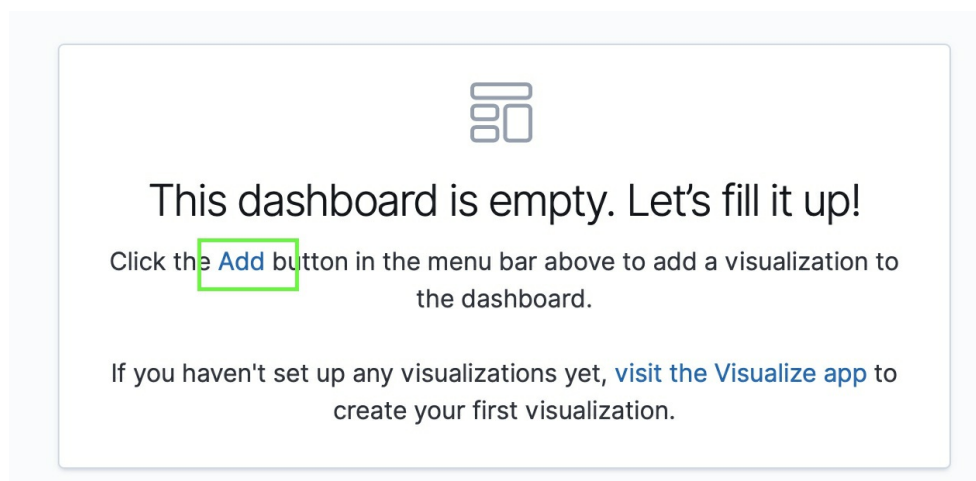 This dashboard is empty. Let's fill it up!
Click the Add button in the menu bar above to add a visualization to
the dashboard.
If you haven't set up any visualizations yet, visit the Visualize app to
create your first visualization.